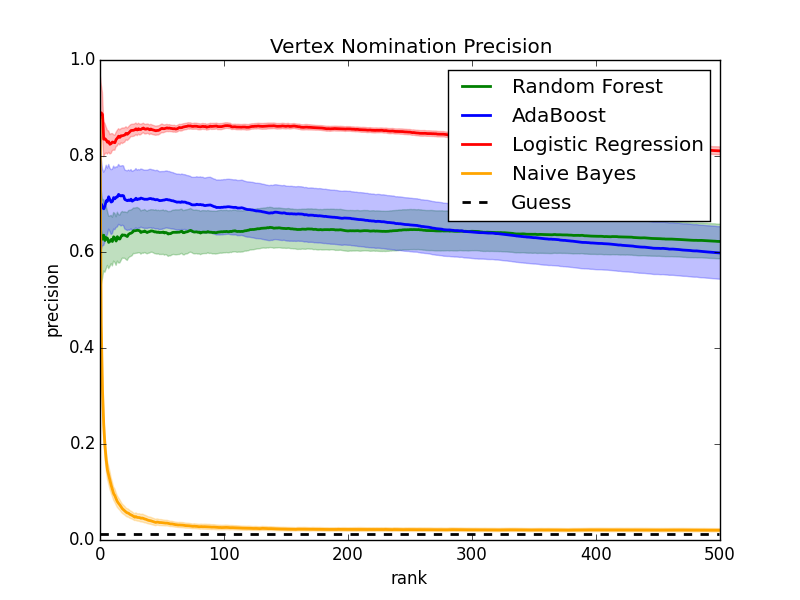 Vertex Nomination Precision
1.0
0.8
0.6
0.4
0.2
0.0
precision
Random Forest
AdaBoost
Logistic Regression
Naive Bayes
Guess
0 100 200 300 400 500
rank